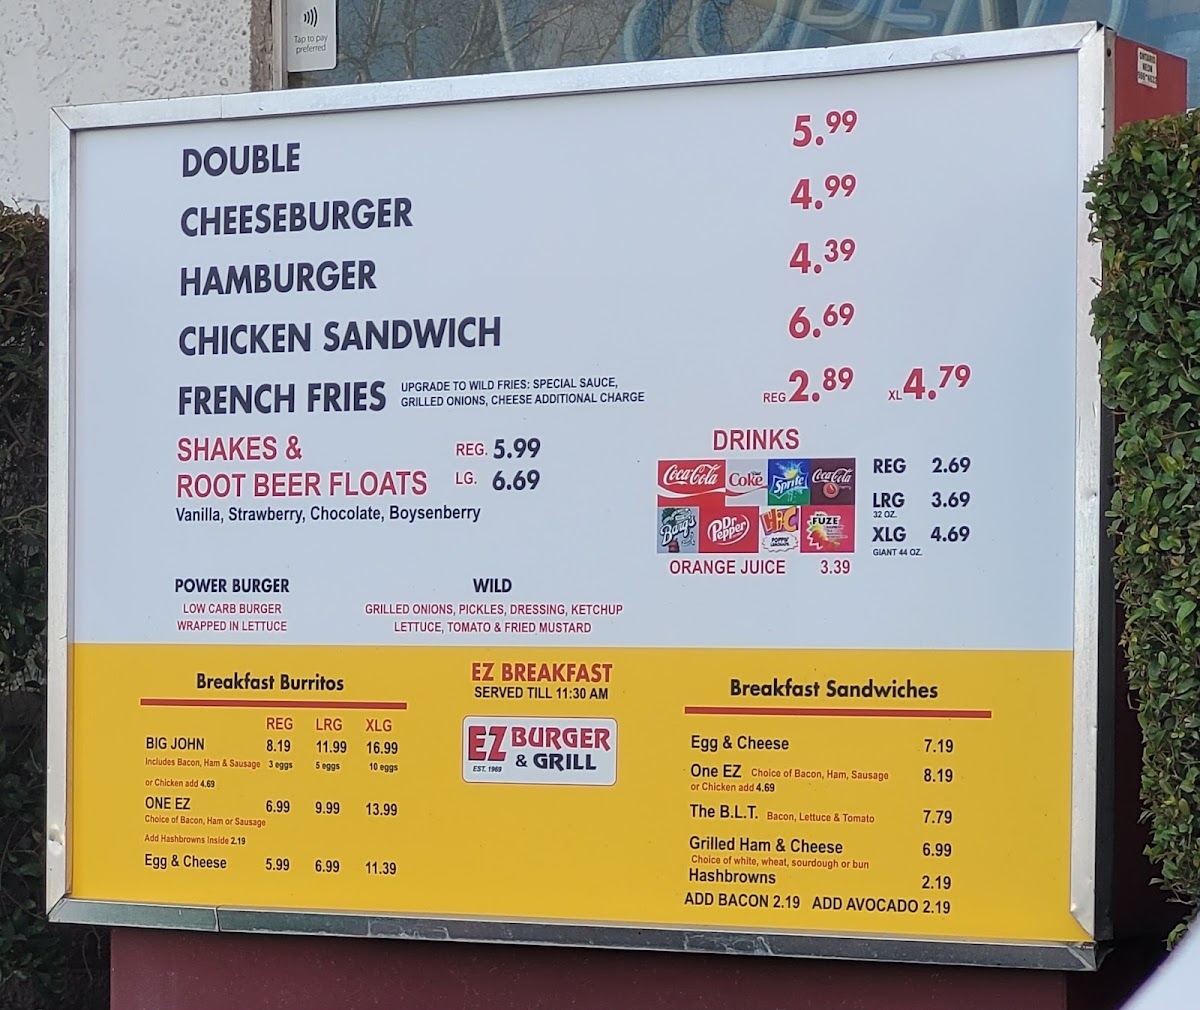 Tap to pay
preferred
OPEN
ONTARIO
NEON
DOUBLE 5.99
CHEESEBURGER 4.99
HAMBURGER 4.39
CHICKEN SANDWICH 6.69
FRENCH FRIES UPGRADE TO WILD FRIES: SPECIAL SAUCE, GRILLED ONIONS, CHEESE ADDITIONAL CHARGE REG 2.89 XL 4.79
SHAKES & REG. 5.99
ROOT BEER FLOATS LG. 6.69
Vanilla, Strawberry, Chocolate, Boysenberry
DRINKS
Coca-Cola Coke Sprite Coca-Cola
Barq's Dr Pepper Hi-C FUZE
REG 2.69
LRG 3.69
32 OZ.
XLG 4.69
GIANT 44 OZ.
ORANGE JUICE 3.39
POWER BURGER
LOW CARB BURGER
WRAPPED IN LETTUCE
WILD
GRILLED ONIONS, PICKLES, DRESSING, KETCHUP
LETTUCE, TOMATO & FRIED MUSTARD
Breakfast Burritos
REG LRG XLG
BIG JOHN 8.19 11.99 16.99
Includes Bacon, Ham & Sausage 3 eggs 5 eggs 10 eggs
or Chicken add 4.69
ONE EZ 6.99 9.99 13.99
Choice of Bacon, Ham or Sausage
Add Hashbrowns Inside 2.19
Egg & Cheese 5.99 6.99 11.39
EZ BREAKFAST
SERVED TILL 11:30 AM
EZ BURGER
& GRILL
EST. 1969
Breakfast Sandwiches
Egg & Cheese 7.19
One EZ Choice of Bacon, Ham, Sausage 8.19
or Chicken add 4.69
The B.L.T. Bacon, Lettuce & Tomato 7.79
Grilled Ham & Cheese 6.99
Choice of white, wheat, sourdough or bun
Hashbrowns 2.19
ADD BACON 2.19 ADD AVOCADO 2.19